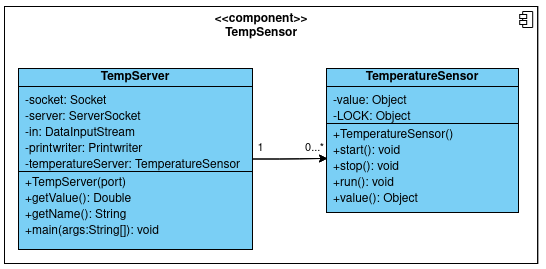 <<component>>
TempSensor
TempServer
-socket: Socket
-server: ServerSocket
-in: DataInputStream
-printwriter: Printwriter
-temperatureServer: TemperatureSensor
+TempServer(port)
+getValue(): Double
+getName(): String
+main(args:String[]): void
1
0...*
TemperatureSensor
-value: Object
-LOCK: Object
+TemperatureSensor()
+start(): void
+stop(): void
+run(): void
+value(): Object